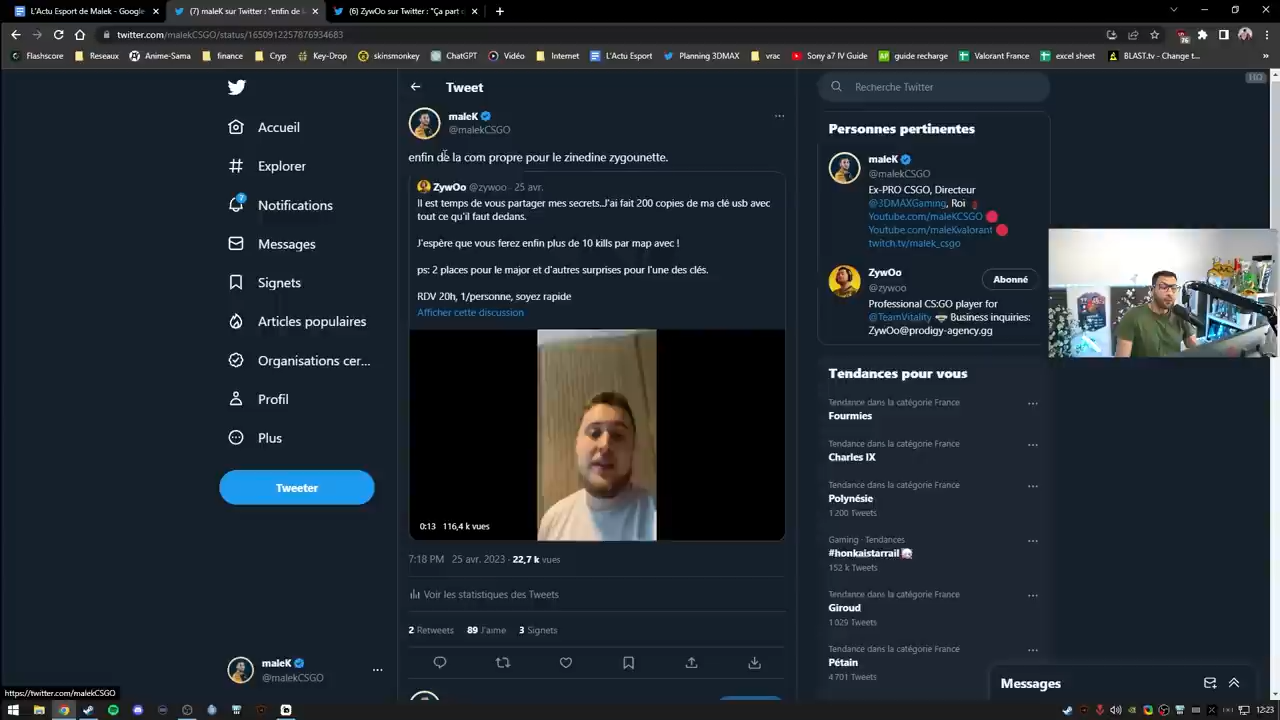 L'Actu Esport de Malek - Google
(7) maleK sur Twitter : "enfin de l
(6) ZywOo sur Twitter : "Ça part c
twitter.com/malekCSGO/status/1650912257876934683
Flashscore
Reseaux
Anime-Sama
finance
Cryp
Key-Drop
skinsmonkey
ChatGPT
Vidéo
Internet
L'Actu Esport
Planning 3DMAX
vrac
Sony a7 IV Guide
guide recharge
Valorant France
excel sheet
BLAST.tv - Change t...
Accueil
Explorer
Notifications
Messages
Signets
Articles populaires
Organisations cer...
Profil
Plus
Tweeter
maleK
@malekCSGO
Tweet
maleK
@malekCSGO
enfin de la com propre pour le zinedine zygounette.
ZywOo @zywoo · 25 avr.
Il est temps de vous partager mes secrets..J'ai fait 200 copies de ma clé usb avec
tout ce qu'il faut dedans.
J'espère que vous ferez enfin plus de 10 kills par map avec !
ps: 2 places pour le major et d'autres surprises pour l'une des clés.
RDV 20h, 1/personne, soyez rapide
Afficher cette discussion
0:13 116,4 k vues
7:18 PM · 25 avr. 2023 · 22,7 k vues
Voir les statistiques des Tweets
2 Retweets 89 J'aime 3 Signets
Recherche Twitter
Personnes pertinentes
maleK
@malekCSGO
Ex-PRO CSGO, Directeur
@3DMAXGaming, Roi
Youtube.com/maleKCSGO
Youtube.com/maleKvalorant
twitch.tv/malek_csgo
ZywOo
Abonné
@zywoo
Professional CS:GO player for
@TeamVitality Business inquiries:
ZywOo@prodigy-agency.gg
Tendances pour vous
Tendance dans la catégorie France
Fourmies
Tendance dans la catégorie France
Charles IX
Tendance dans la catégorie France
Polynésie
1 200 Tweets
Gaming · Tendances
#honkaistarrail
152 k Tweets
Tendance dans la catégorie France
Giroud
1 029 Tweets
Tendance dans la catégorie France
Pétain
4 701 Tweets
Messages
https://twitter.com/malekCSGO
12:23